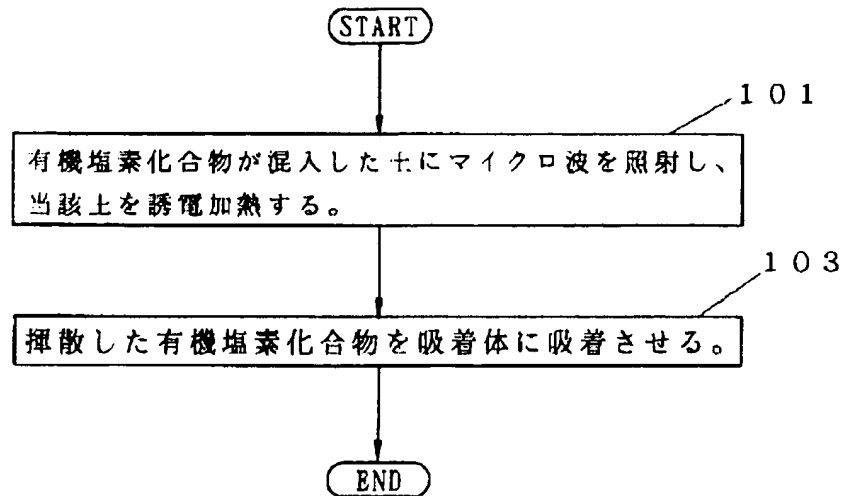 START
101
有機塩素化合物が混入した土にマイクロ波を照射し、
当該土を誘電加熱する。
103
揮散した有機塩素化合物を吸着体に吸着させる。
END